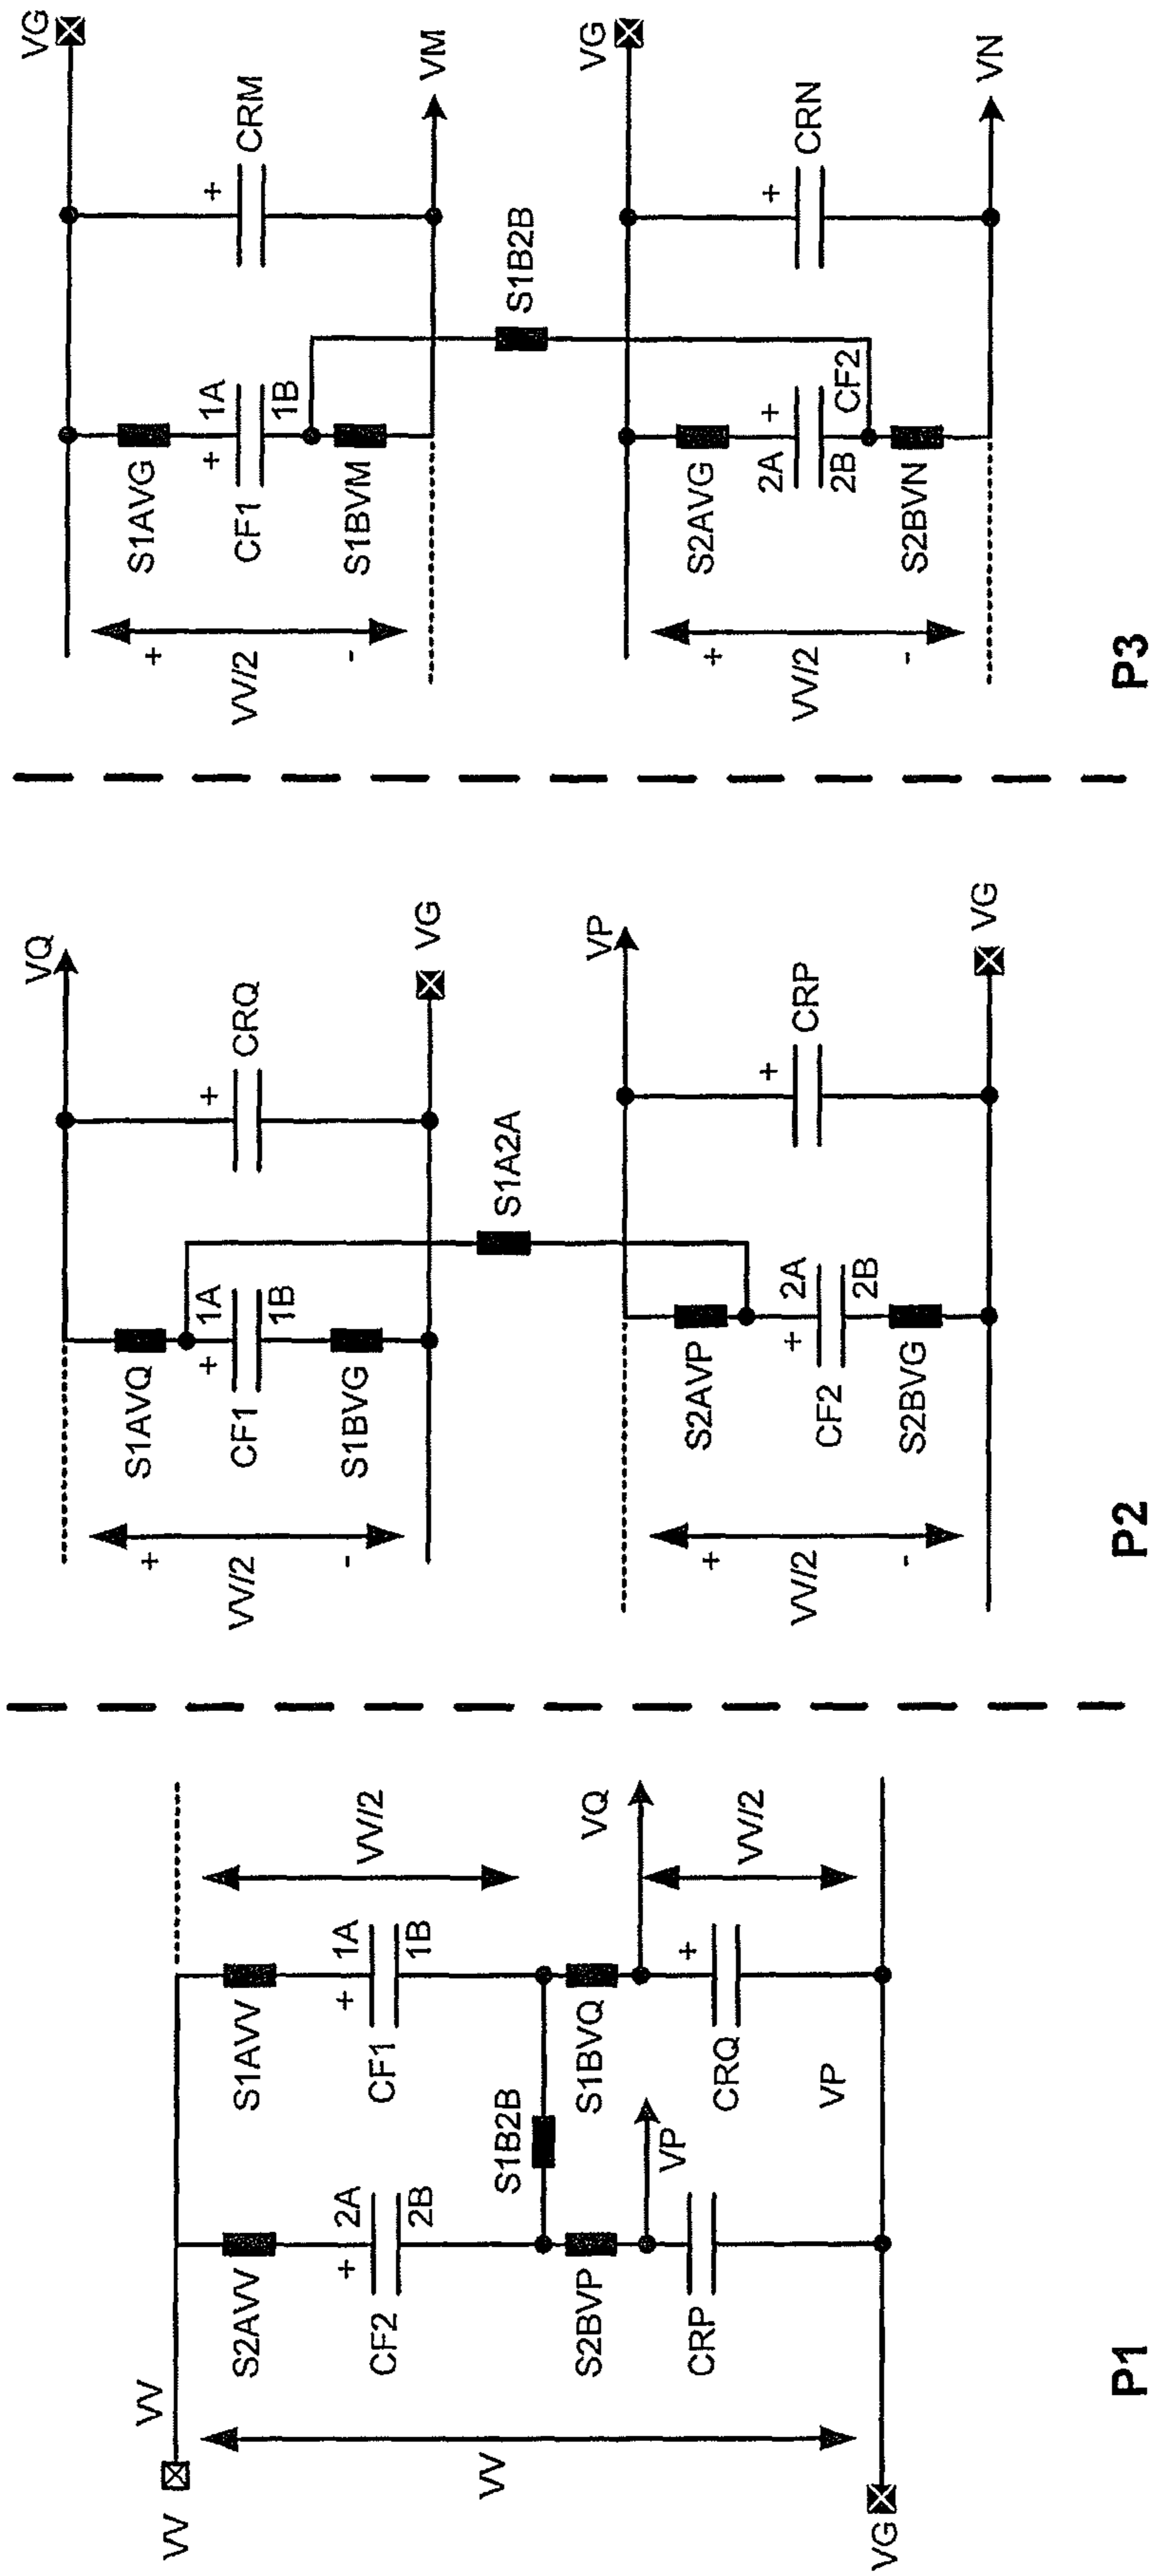 VV
VV
VV
VG
S2AVV
+
2A
CF2
2B
S1B2B
S2BVP
VP
CRP
S1AVV
+
1A
CF1
1B
S1BVQ
VQ
+
CRQ
VP
VV/2
VV/2
P1
VQ
+
VV/2
-
S1AVQ
+
1A
CF1
1B
S1BVG
+
CRQ
VG
S1A2A
VP
+
VV/2
-
S2AVP
+
2A
CF2
2B
S2BVG
+
CRP
VG
P2
VG
+
VV/2
-
S1AVG
+
1A
CF1
1B
S1BVM
+
CRM
VM
S1B2B
VG
+
VV/2
-
S2AVG
2A
+
2B
CF2
S2BVN
+
CRN
VN
P3